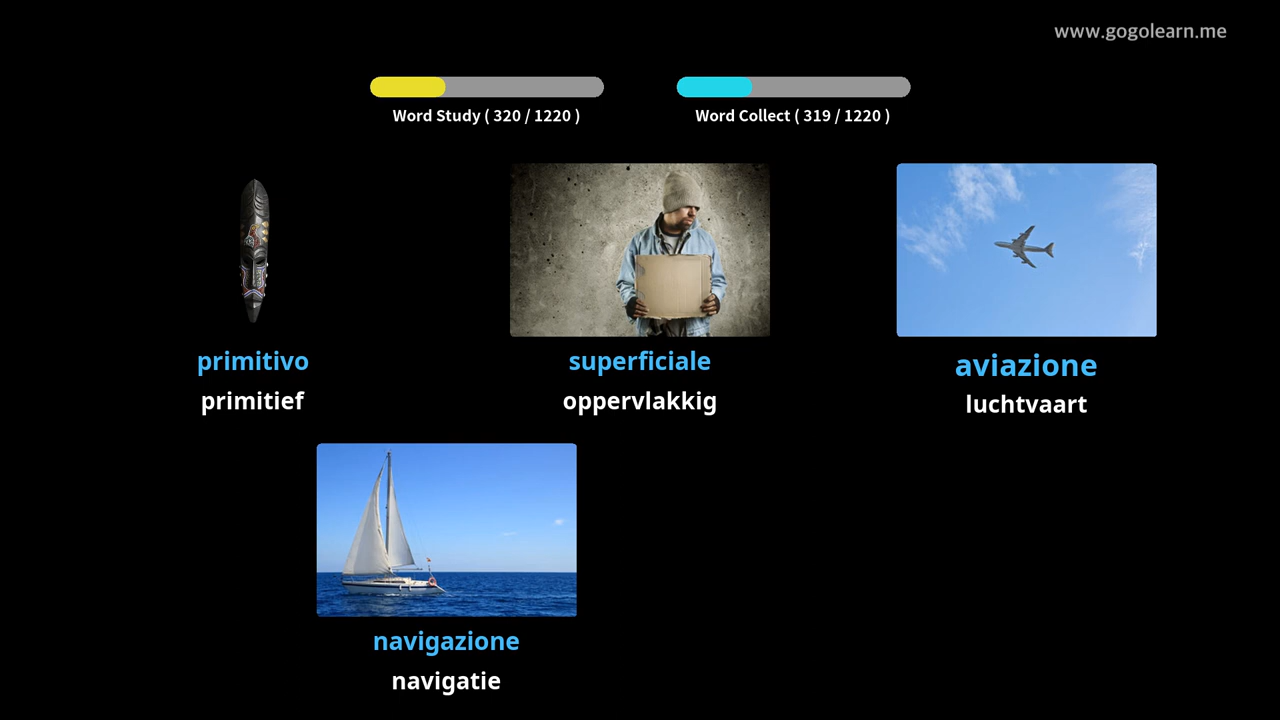 www.gogolearn.me
Word Study ( 320 / 1220 )
Word Collect ( 319 / 1220 )
primitivo
primitief
superficiale
oppervlakkig
aviazione
luchtvaart
navigazione
navigatie